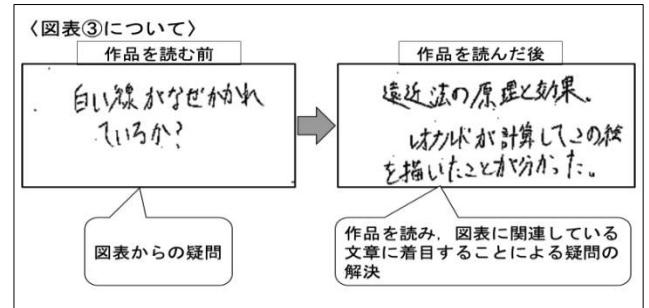 〈図表③について〉
作品を読む前
白い線がなぜかかれ
ているか?
作品を読んだ後
遠近法の原理と効果。
レオナルドが計算してこの絵
を描いたことが分かった。
図表からの疑問
作品を読み，図表に関連している
文章に着目することによる疑問の
解決